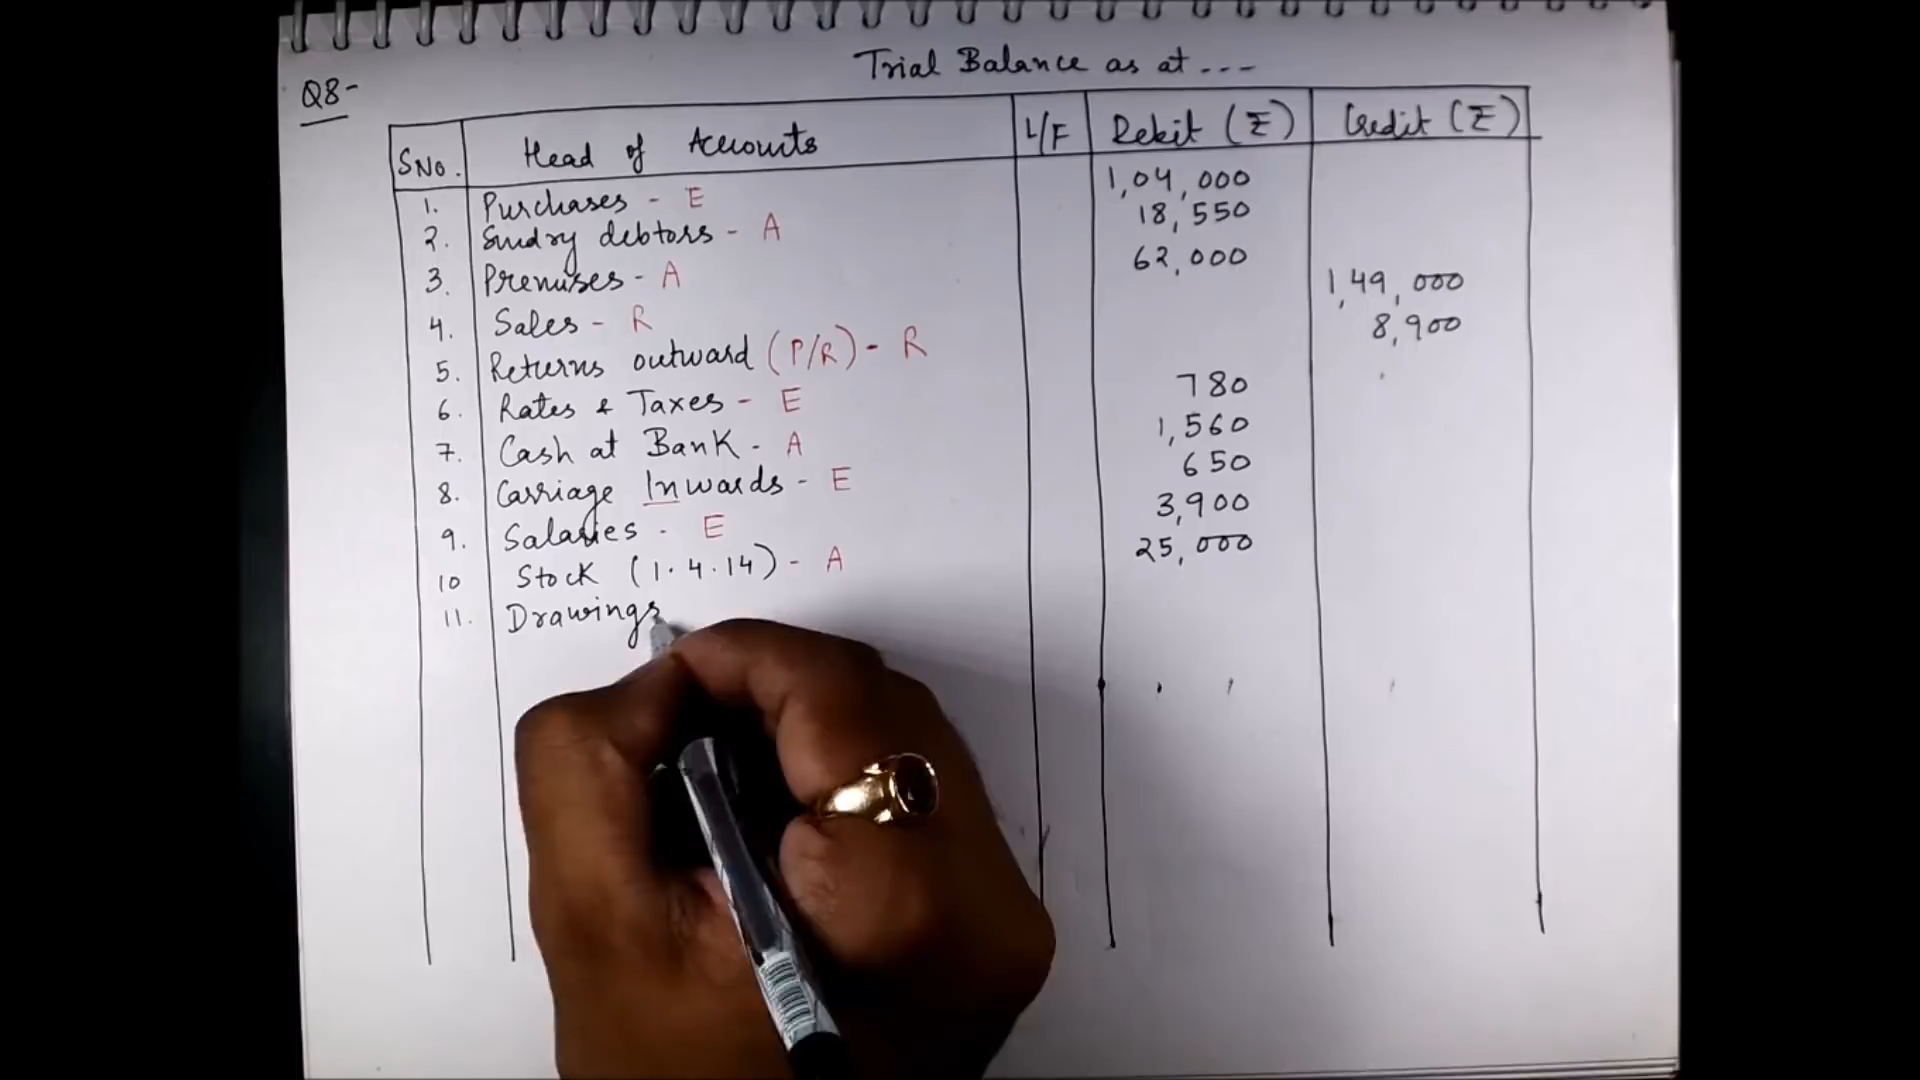 Trial Balance as at ---
Q8-
SNo. Head of Accounts L/F Debit (₹) Credit (₹)
1. Purchases - E 1,04,000
2. Sundry debtors - A 18,550
3. Premises - A 62,000
4. Sales - R 1,49,000
5. Returns outward (P/R) - R 8,900
6. Rates & Taxes - E 780
7. Cash at Bank - A 1,560
8. Carriage Inwards - E 650
9. Salaries - E 3,900
10 Stock (1.4.14) - A 25,000
11. Drawings